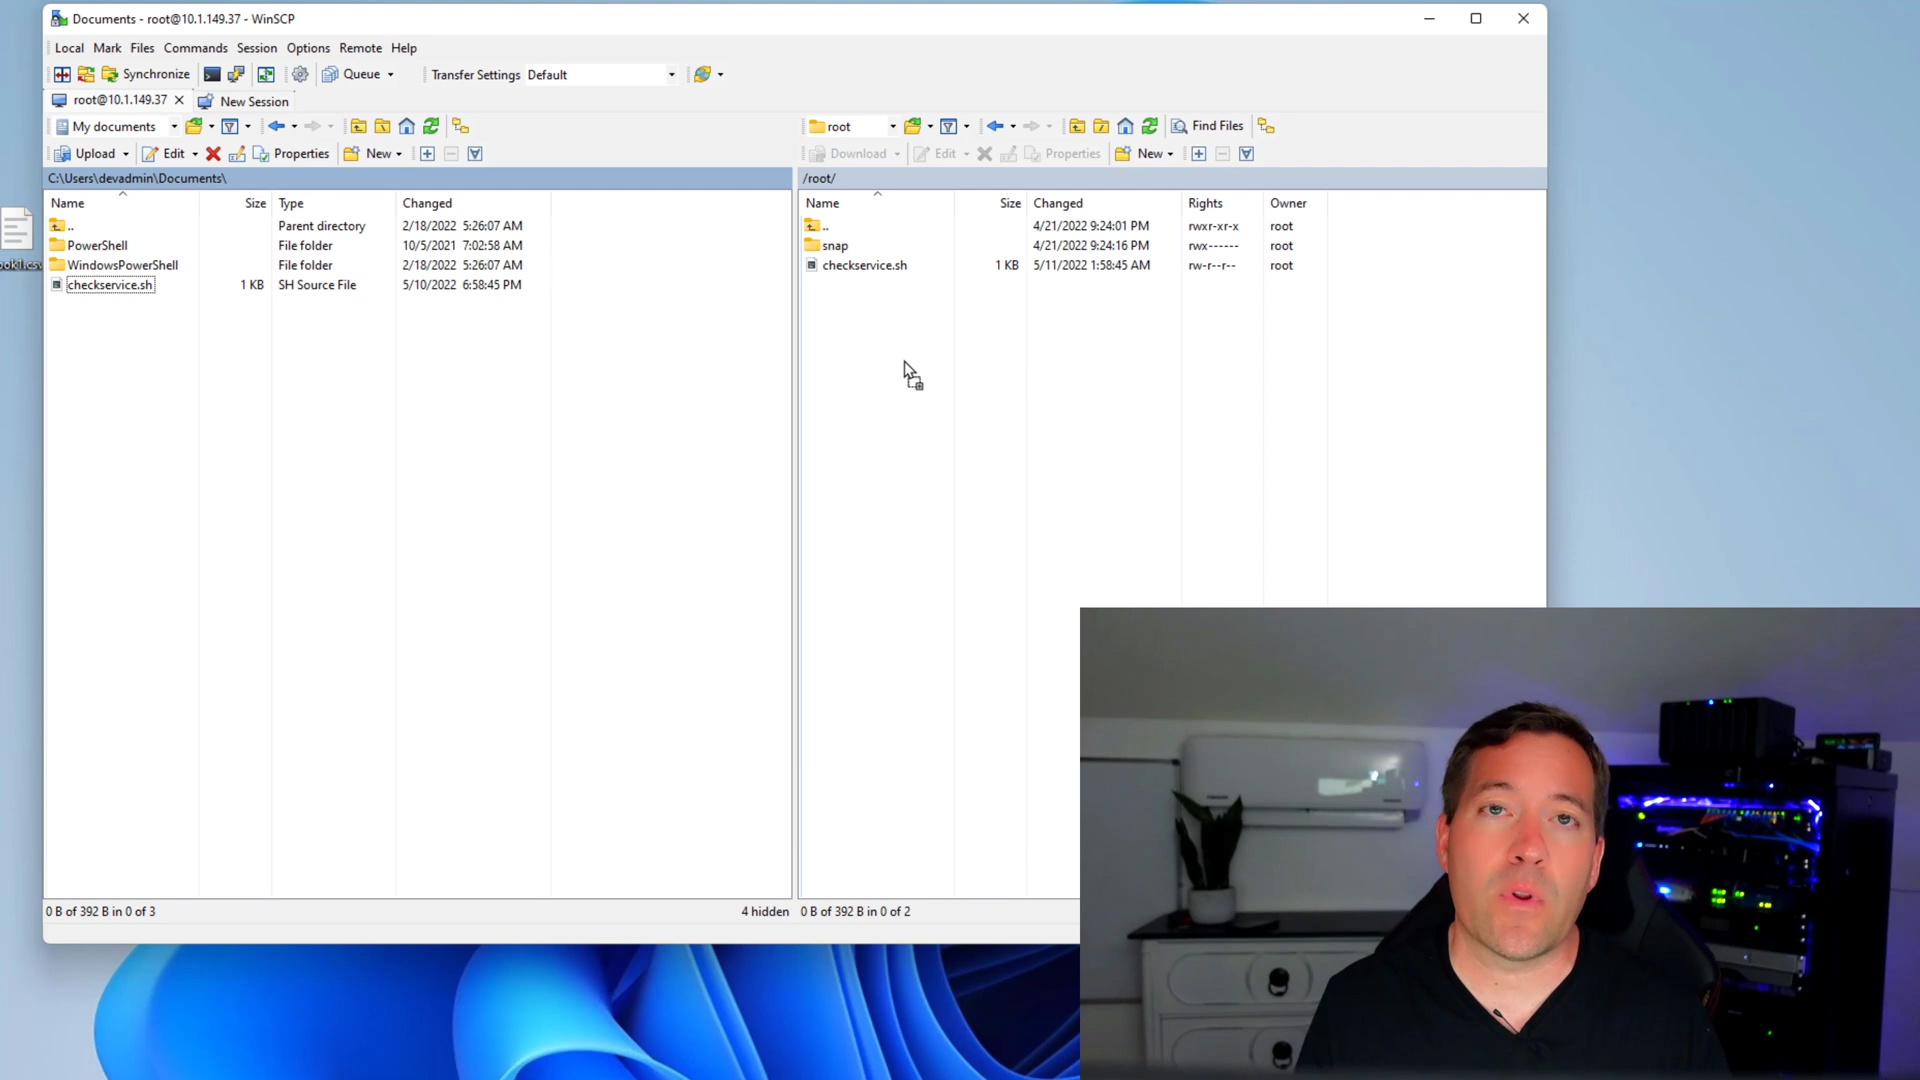 Documents - root@10.1.149.37 - WinSCP
Local Mark Files Commands Session Options Remote Help
Synchronize Queue Transfer Settings Default
root@10.1.149.37 New Session
My documents
root Find Files
Upload Edit Properties New
Download Edit Properties New
C:\Users\devadmin\Documents\
/root/
Name Size Type Changed
.. Parent directory 2/18/2022 5:26:07 AM
PowerShell File folder 10/5/2021 7:02:58 AM
WindowsPowerShell File folder 2/18/2022 5:26:07 AM
checkservice.sh 1 KB SH Source File 5/10/2022 6:58:45 PM
Name Size Changed Rights Owner
.. 4/21/2022 9:24:01 PM rwxr-xr-x root
snap 4/21/2022 9:24:16 PM rwx------ root
checkservice.sh 1 KB 5/11/2022 1:58:45 AM rw-r--r-- root
0 B of 392 B in 0 of 3
4 hidden
0 B of 392 B in 0 of 2